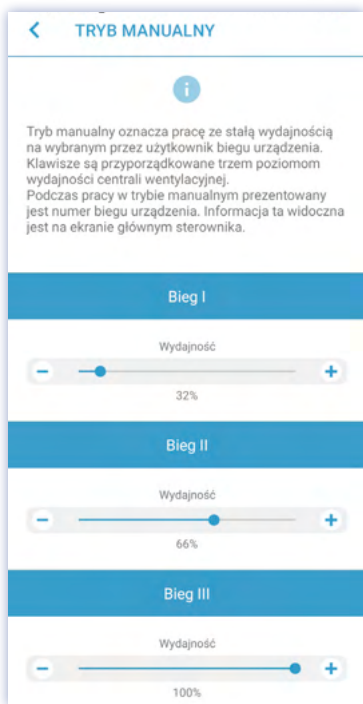 TRYB MANUALNY
i
Tryb manualny oznacza pracę ze stałą wydajnością
na wybranym przez użytkownik biegu urządzenia.
Klawisze są przyporządkowane trzem poziomom
wydajności centrali wentylacyjnej.
Podczas pracy w trybie manualnym prezentowany
jest numer biegu urządzenia. Informacja ta widoczna
jest na ekranie głównym sterownika.
Bieg I
Wydajność
32%
Bieg II
Wydajność
66%
Bieg III
Wydajność
100%